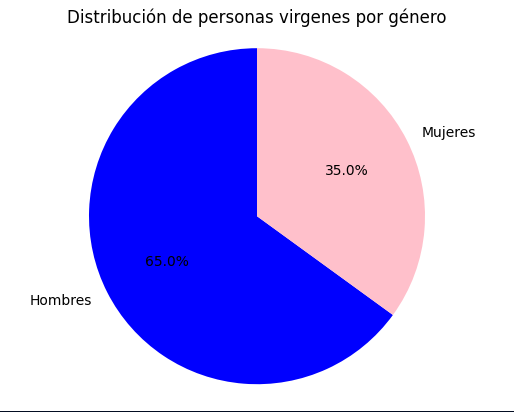 Distribución de personas virgenes por género
Mujeres
35.0%
65.0%
Hombres